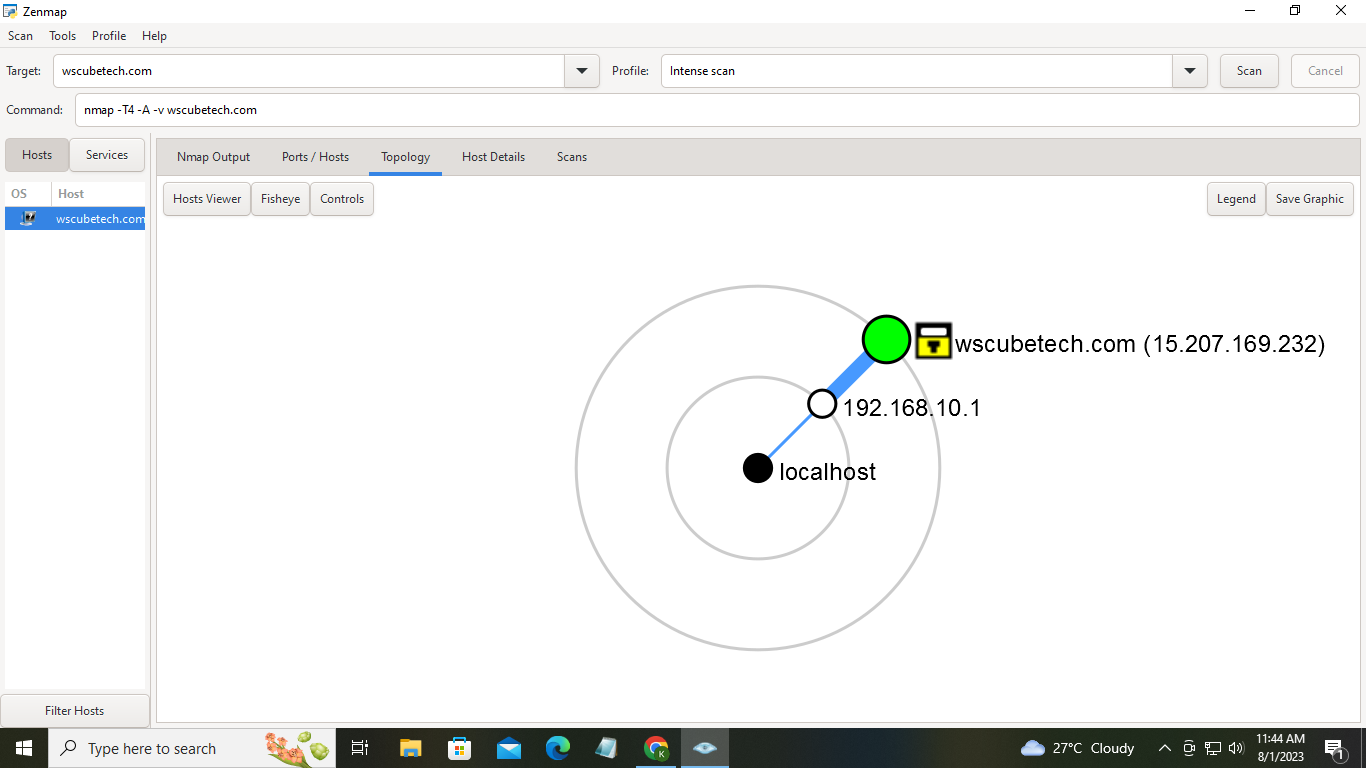 Zenmap
Scan Tools Profile Help
Target: wscubetech.com Profile: Intense scan Scan Cancel
Command: nmap -T4 -A -v wscubetech.com
Hosts Services
Nmap Output Ports / Hosts Topology Host Details Scans
OS Host
wscubetech.com
Hosts Viewer Fisheye Controls Legend Save Graphic
wscubetech.com (15.207.169.232)
192.168.10.1
localhost
Filter Hosts
Type here to search
K
27°C Cloudy
11:44 AM
8/1/2023
1